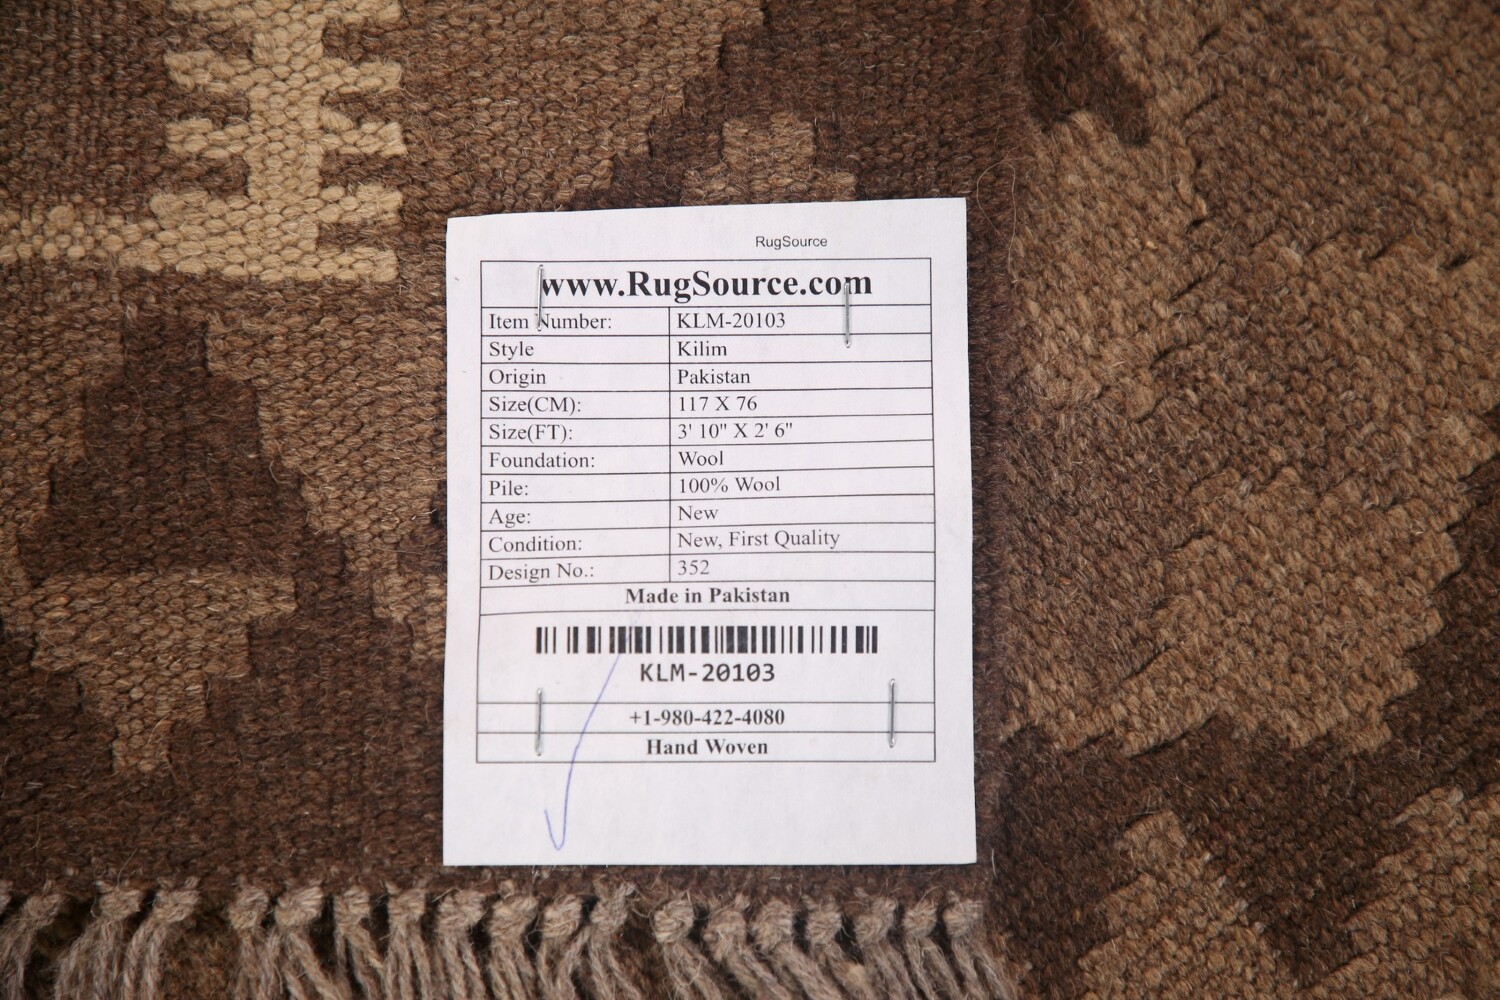 RugSource
www.RugSource.com
Item Number: KLM-20103
Style Kilim
Origin Pakistan
Size(CM): 117 X 76
Size(FT): 3' 10" X 2' 6"
Foundation: Wool
Pile: 100% Wool
Age: New
Condition: New, First Quality
Design No.: 352
Made in Pakistan
KLM-20103
+1-980-422-4080
Hand Woven